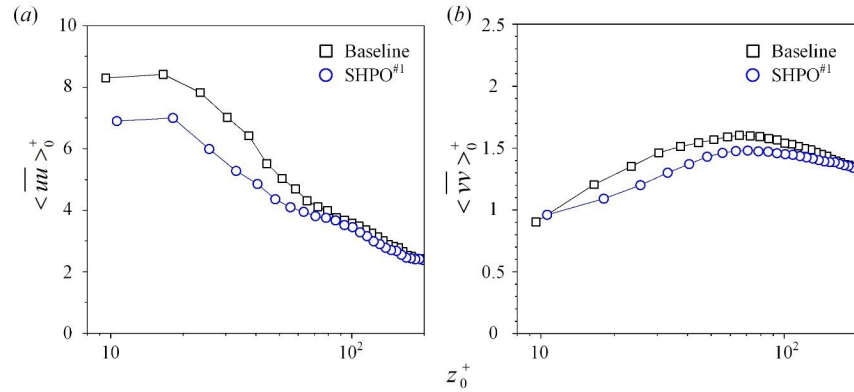 (a)
10
8
6
4
2
0
< uu >₀⁺
Baseline
SHPO#1
10
10²
(b)
2.5
2
1.5
1
0.5
0
< vv >₀⁺
Baseline
SHPO#1
10
10²
z₀⁺